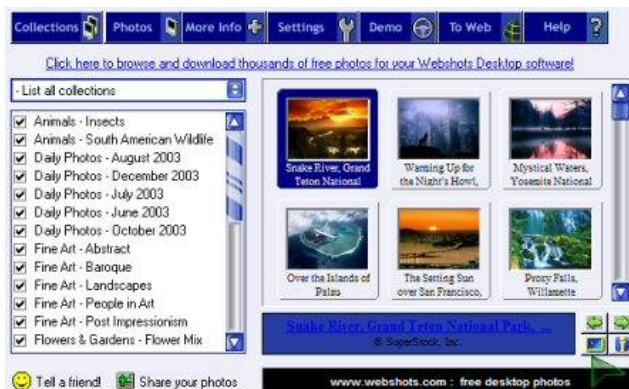 Collections Photos More Info Settings Demo To Web Help ?
Click here to browse and download thousands of free photos for your Webshots Desktop software!
- List all collections
Animals - Insects
Animals - South American Wildlife
Daily Photos - August 2003
Daily Photos - December 2003
Daily Photos - July 2003
Daily Photos - June 2003
Daily Photos - October 2003
Fine Art - Abstract
Fine Art - Baroque
Fine Art - Landscapes
Fine Art - People in Art
Fine Art - Post Impressionism
Flowers & Gardens - Flower Mix
Snake River, Grand
Teton National
Warming Up for
the Night's Howl,
Mystical Waters,
Yosemite National
Over the Islands of
Palau
The Setting Sun
over San Francisco,
Proxy Falls,
Willamette
Snake River, Grand Teton National Park, ...
© SuperStock, Inc.
Tell a friend! Share your photos
www.webshots.com : free desktop photos